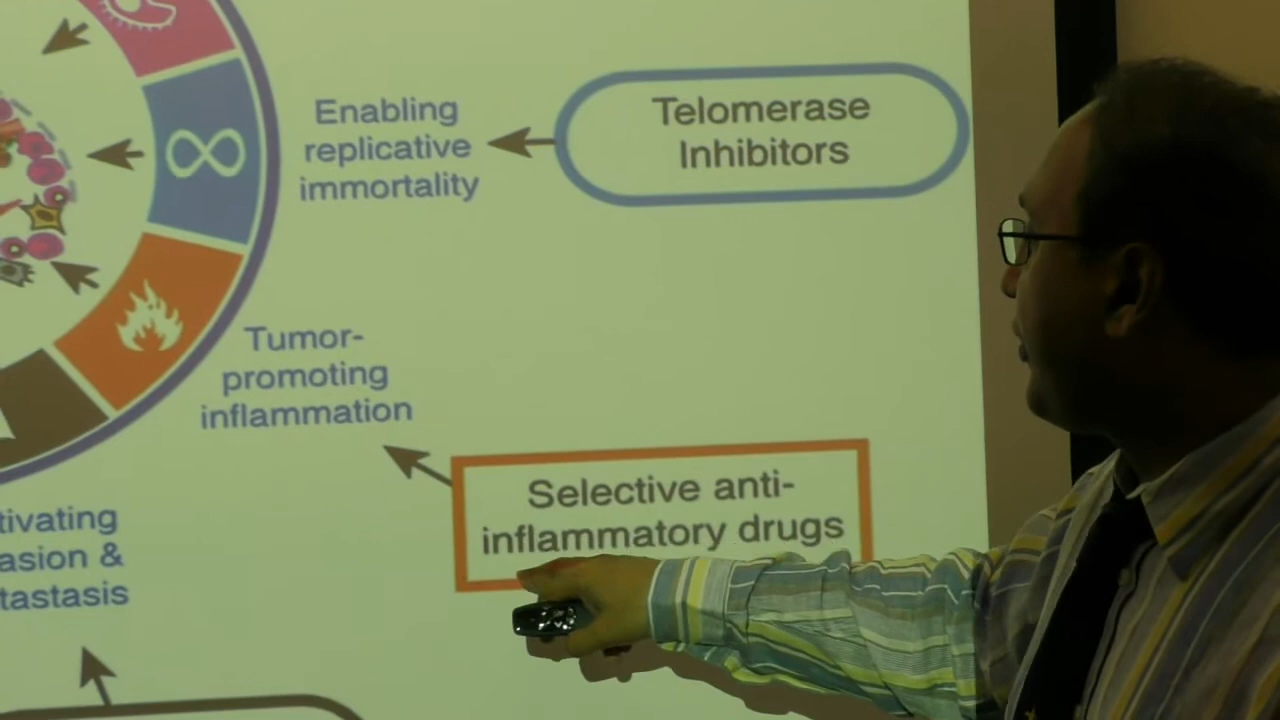 Enabling
replicative
immortality
Telomerase
Inhibitors
Tumor-
promoting
inflammation
Selective anti-
inflammatory drugs
tivating
asion &
tastasis